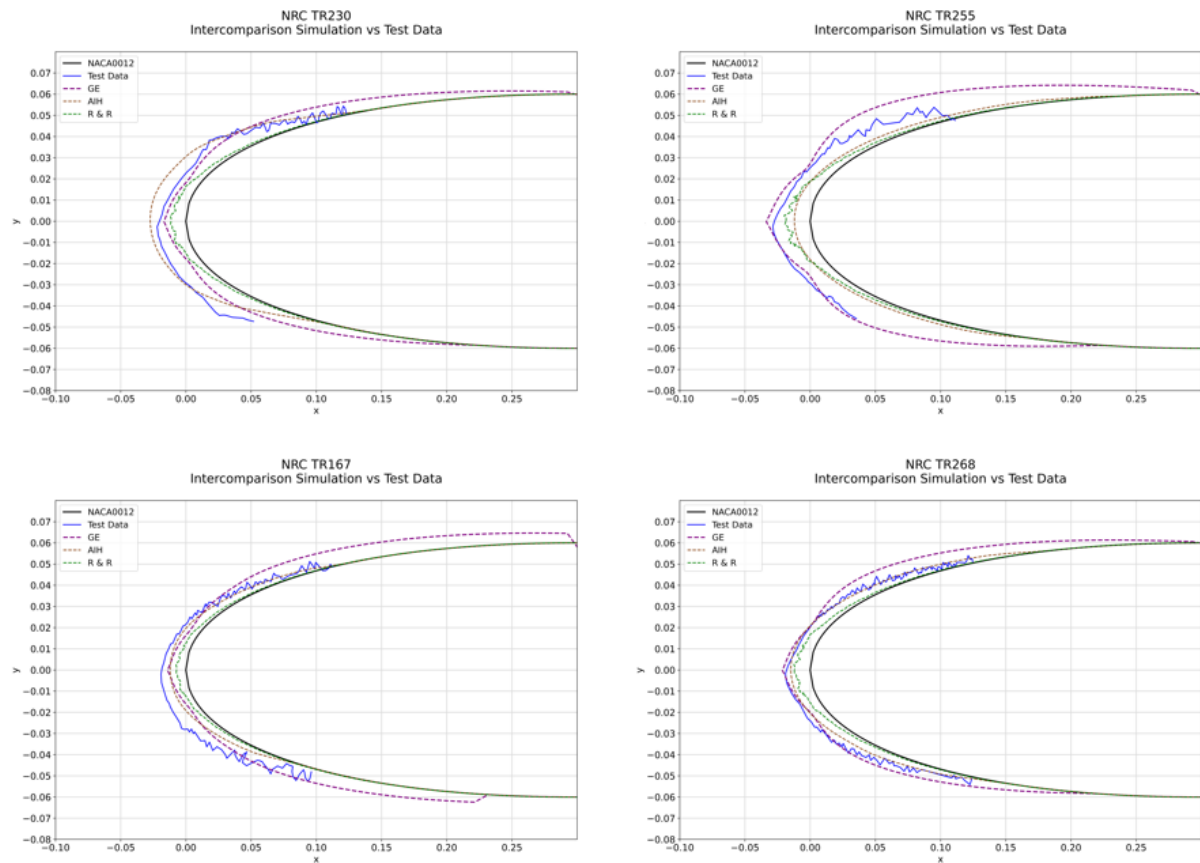 NRC TR230
Intercomparison Simulation vs Test Data
NACA0012
Test Data
GE
AIH
R & R
0.07
0.06
0.05
0.04
0.03
0.02
0.01
0.00
−0.01
−0.02
−0.03
−0.04
−0.05
−0.06
−0.07
−0.08
y
−0.10
−0.05
0.00
0.05
0.10
0.15
0.20
0.25
x
NRC TR255
Intercomparison Simulation vs Test Data
NACA0012
Test Data
GE
AIH
R & R
0.07
0.06
0.05
0.04
0.03
0.02
0.01
0.00
−0.01
−0.02
−0.03
−0.04
−0.05
−0.06
−0.07
−0.08
y
−0.10
−0.05
0.00
0.05
0.10
0.15
0.20
0.25
x
NRC TR167
Intercomparison Simulation vs Test Data
NACA0012
Test Data
GE
AIH
R & R
0.07
0.06
0.05
0.04
0.03
0.02
0.01
0.00
−0.01
−0.02
−0.03
−0.04
−0.05
−0.06
−0.07
−0.08
y
−0.10
−0.05
0.00
0.05
0.10
0.15
0.20
0.25
x
NRC TR268
Intercomparison Simulation vs Test Data
NACA0012
Test Data
GE
AIH
R & R
0.07
0.06
0.05
0.04
0.03
0.02
0.01
0.00
−0.01
−0.02
−0.03
−0.04
−0.05
−0.06
−0.07
−0.08
y
−0.10
−0.05
0.00
0.05
0.10
0.15
0.20
0.25
x